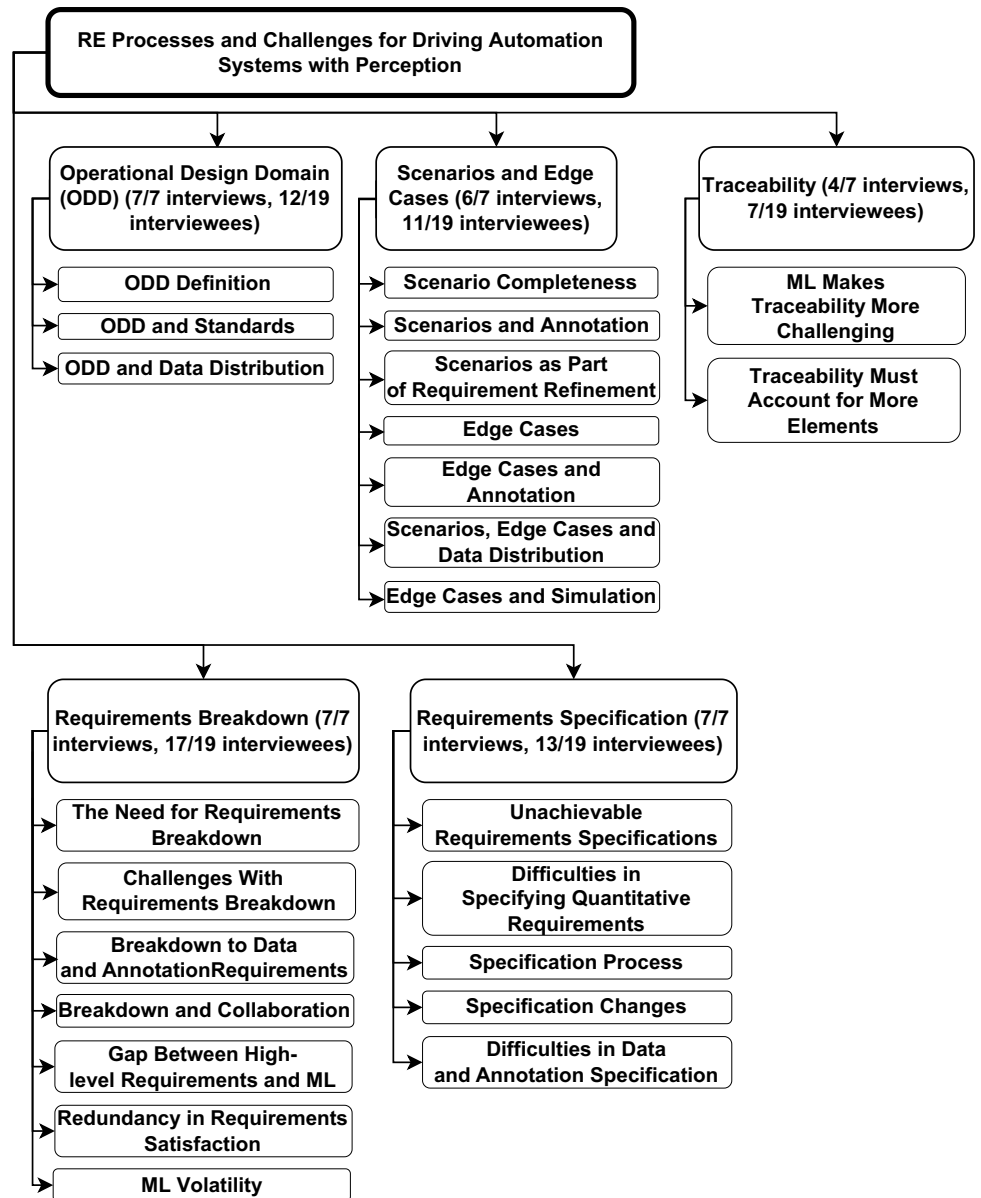 RE Processes and Challenges for Driving Automation
Systems with Perception
Operational Design Domain
(ODD) (7/7 interviews, 12/19
interviewees)
ODD Definition
ODD and Standards
ODD and Data Distribution
Scenarios and Edge
Cases (6/7 interviews,
11/19 interviewees)
Scenario Completeness
Scenarios and Annotation
Scenarios as Part
of Requirement Refinement
Edge Cases
Edge Cases and
Annotation
Scenarios, Edge Cases and
Data Distribution
Edge Cases and Simulation
Traceability (4/7 interviews,
7/19 interviewees)
ML Makes
Traceability More
Challenging
Traceability Must
Account for More
Elements
Requirements Breakdown (7/7
interviews, 17/19 interviewees)
The Need for Requirements
Breakdown
Challenges With
Requirements Breakdown
Breakdown to Data
and AnnotationRequirements
Breakdown and Collaboration
Gap Between High-
level Requirements and ML
Redundancy in Requirements
Satisfaction
ML Volatility
Requirements Specification (7/7
interviews, 13/19 interviewees)
Unachievable
Requirements Specifications
Difficulties in
Specifying Quantitative
Requirements
Specification Process
Specification Changes
Difficulties in Data
and Annotation Specification